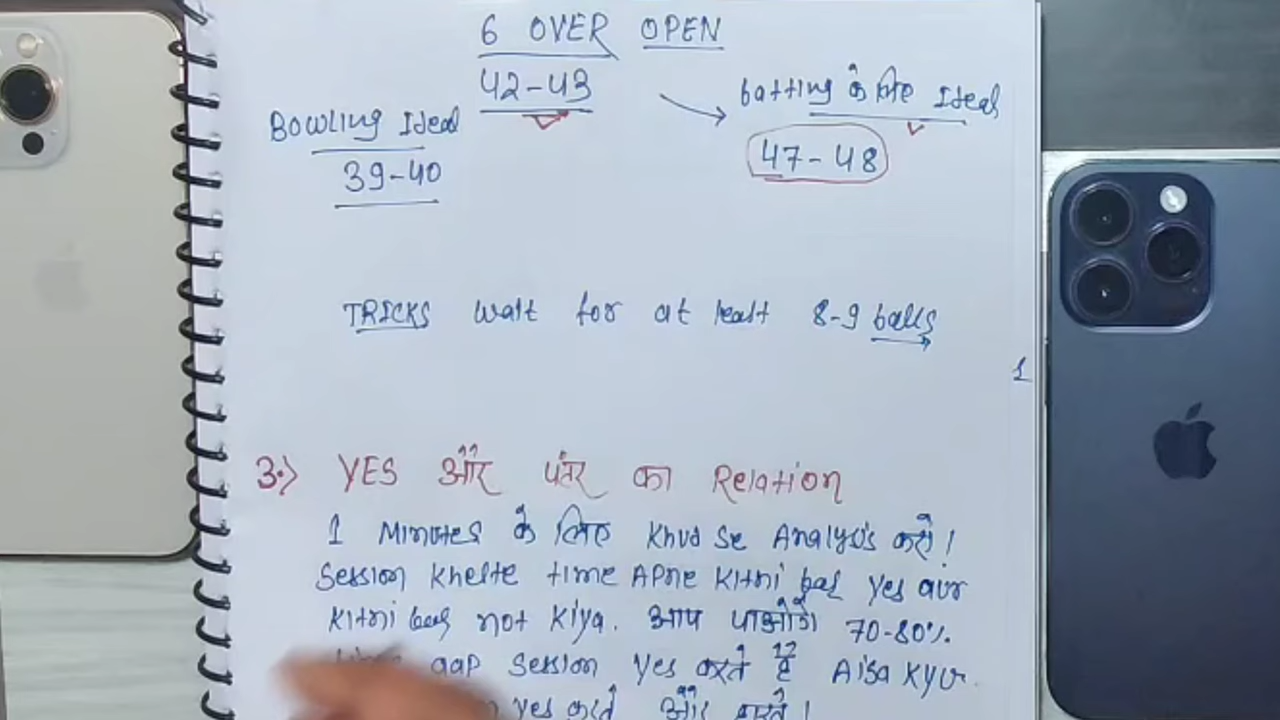 6 OVER OPEN
42-43
Bowling Ideal
39-40
batting के लिए Ideal
47-48
TRICKS wait for at least 8-9 balls
1
3.> YES और पंतर का Relation
1 Minutes के लिए Khud se Analysis करो!
Session Khelte time APne Kitni bar Yes aur
Kitni bar not Kiya. आप पाओगे 70-80%.
aap Session Yes करते है Aisa Kyu.
yes करते और